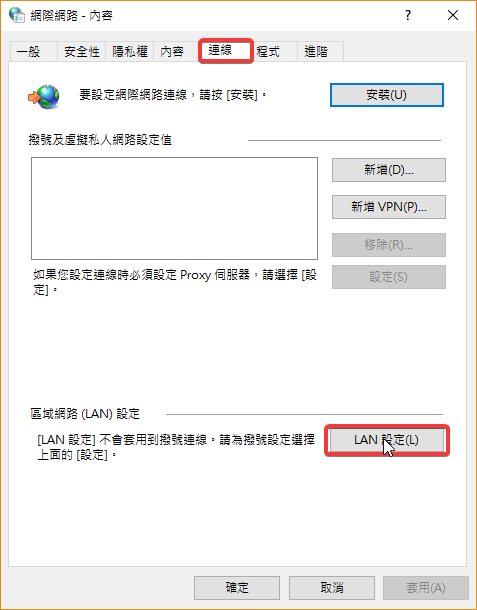 網際網路 - 內容
? ×
一般 安全性 隱私權 內容 連線 程式 進階
要設定網際網路連線，請按 [安裝]。
安裝(U)
撥號及虛擬私人網路設定值
新增(D)...
新增 VPN(P)...
移除(R)...
如果您設定連線時必須設定 Proxy 伺服器，請選擇 [設
定]。
設定(S)
區域網路 (LAN) 設定
[LAN 設定] 不會套用到撥號連線。請為撥號設定選擇
上面的 [設定]。
LAN 設定(L)
確定 取消 套用(A)